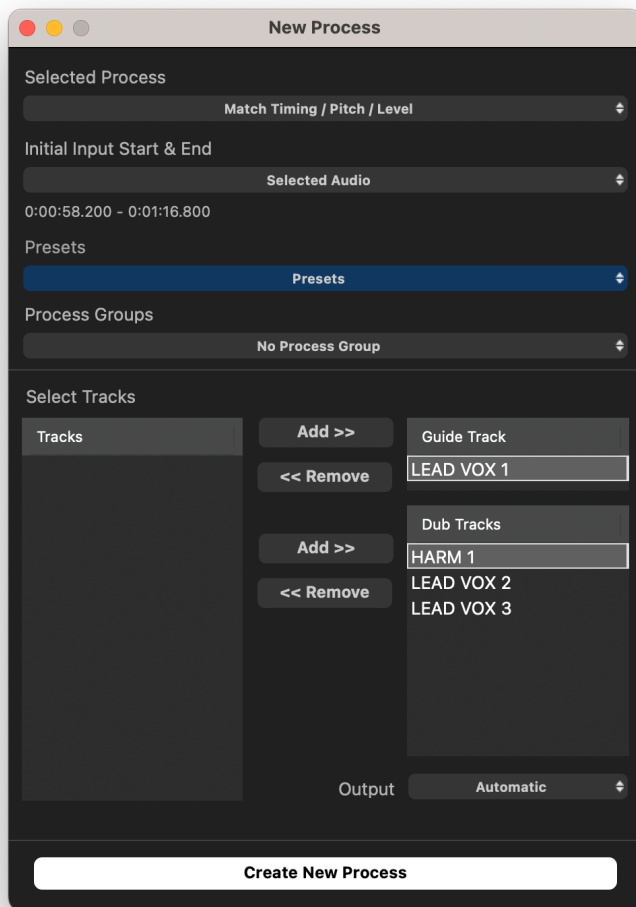 New Process
Selected Process
Match Timing / Pitch / Level
Initial Input Start & End
Selected Audio
0:00:58.200 - 0:01:16.800
Presets
Presets
Process Groups
No Process Group
Select Tracks
Tracks
Add >>
<< Remove
Guide Track
LEAD VOX 1
Add >>
<< Remove
Dub Tracks
HARM 1
LEAD VOX 2
LEAD VOX 3
Output
Automatic
Create New Process